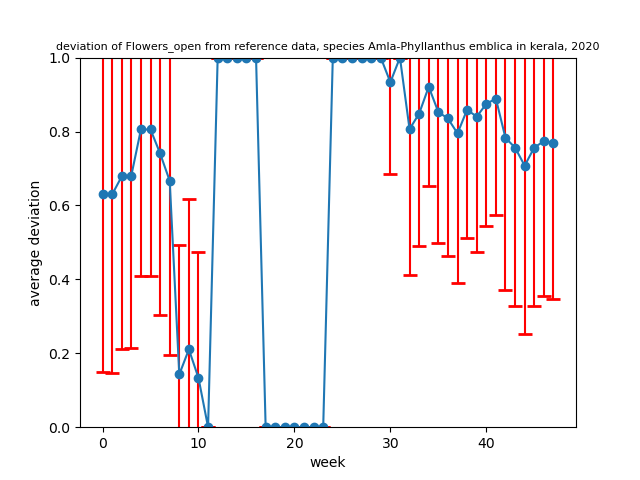 deviation of Flowers_open from reference data, species Amla-Phyllanthus emblica in kerala, 2020
1.0
0.8
0.6
0.4
0.2
0.0
average deviation
0 10 20 30 40
week